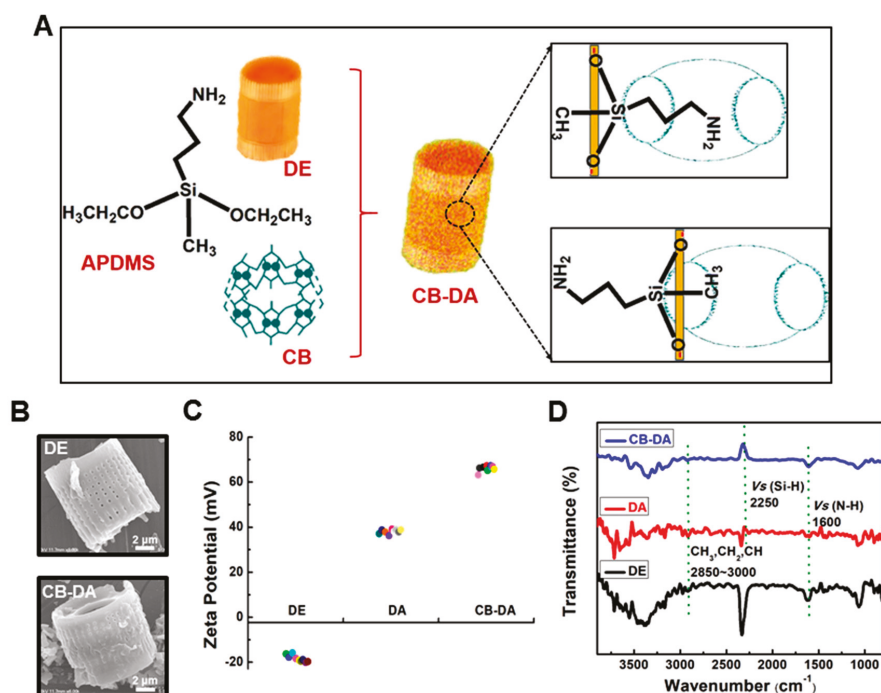 A
NH2
DE
Si
H3CCO
OCH2CH3
CH3
APDMS
CB
CB-DA
O
Si
CH3
NH2
O
NH2
O
Si
CH3
O
B
DE
2 µm
CB-DA
2 µm
C
Zeta Potential (mV)
80
60
40
20
0
-20
DE
DA
CB-DA
D
Transmittance (%)
CB-DA
Vs (Si-H)
2250
Vs (N-H)
1600
DA
CH3,CH2,CH
2850~3000
DE
3500 3000 2500 2000 1500 1000
Wavenumber (cm-1)